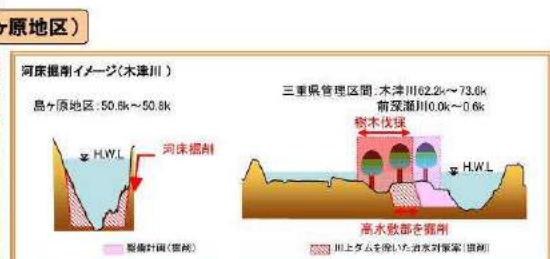 ヶ原地区）
河床掘削イメージ(木津川）
島ヶ原地区：50.6k～50.8k
三重県管理区間：木津川62.2k～73.6k
前深瀬川0.0k～0.6k
樹木伐採
河床掘削
H.W.L
H.W.L
高水敷部を掘削
整備計画（掘削）
川上ダムを除いた治水対策案（掘削）